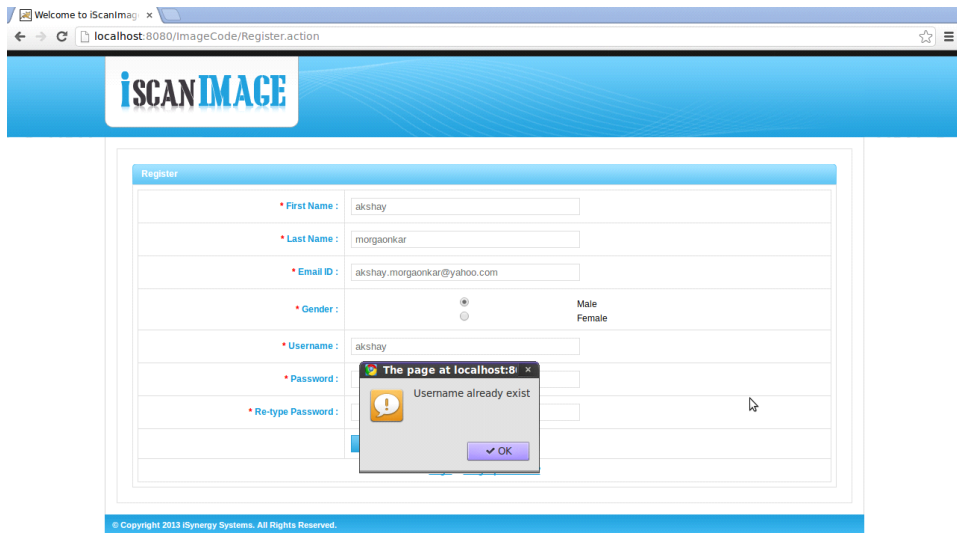 Welcome to iScanImag
localhost:8080/ImageCode/Register.action
iSCANIMAGE
Register
* First Name : akshay
* Last Name : morgaonkar
* Email ID : akshay.morgaonkar@yahoo.com
* Gender : Male
Female
* Username : akshay
* Password :
The page at localhost:8
Username already exist
* Re-type Password :
OK
© Copyright 2013 iSynergy Systems. All Rights Reserved.